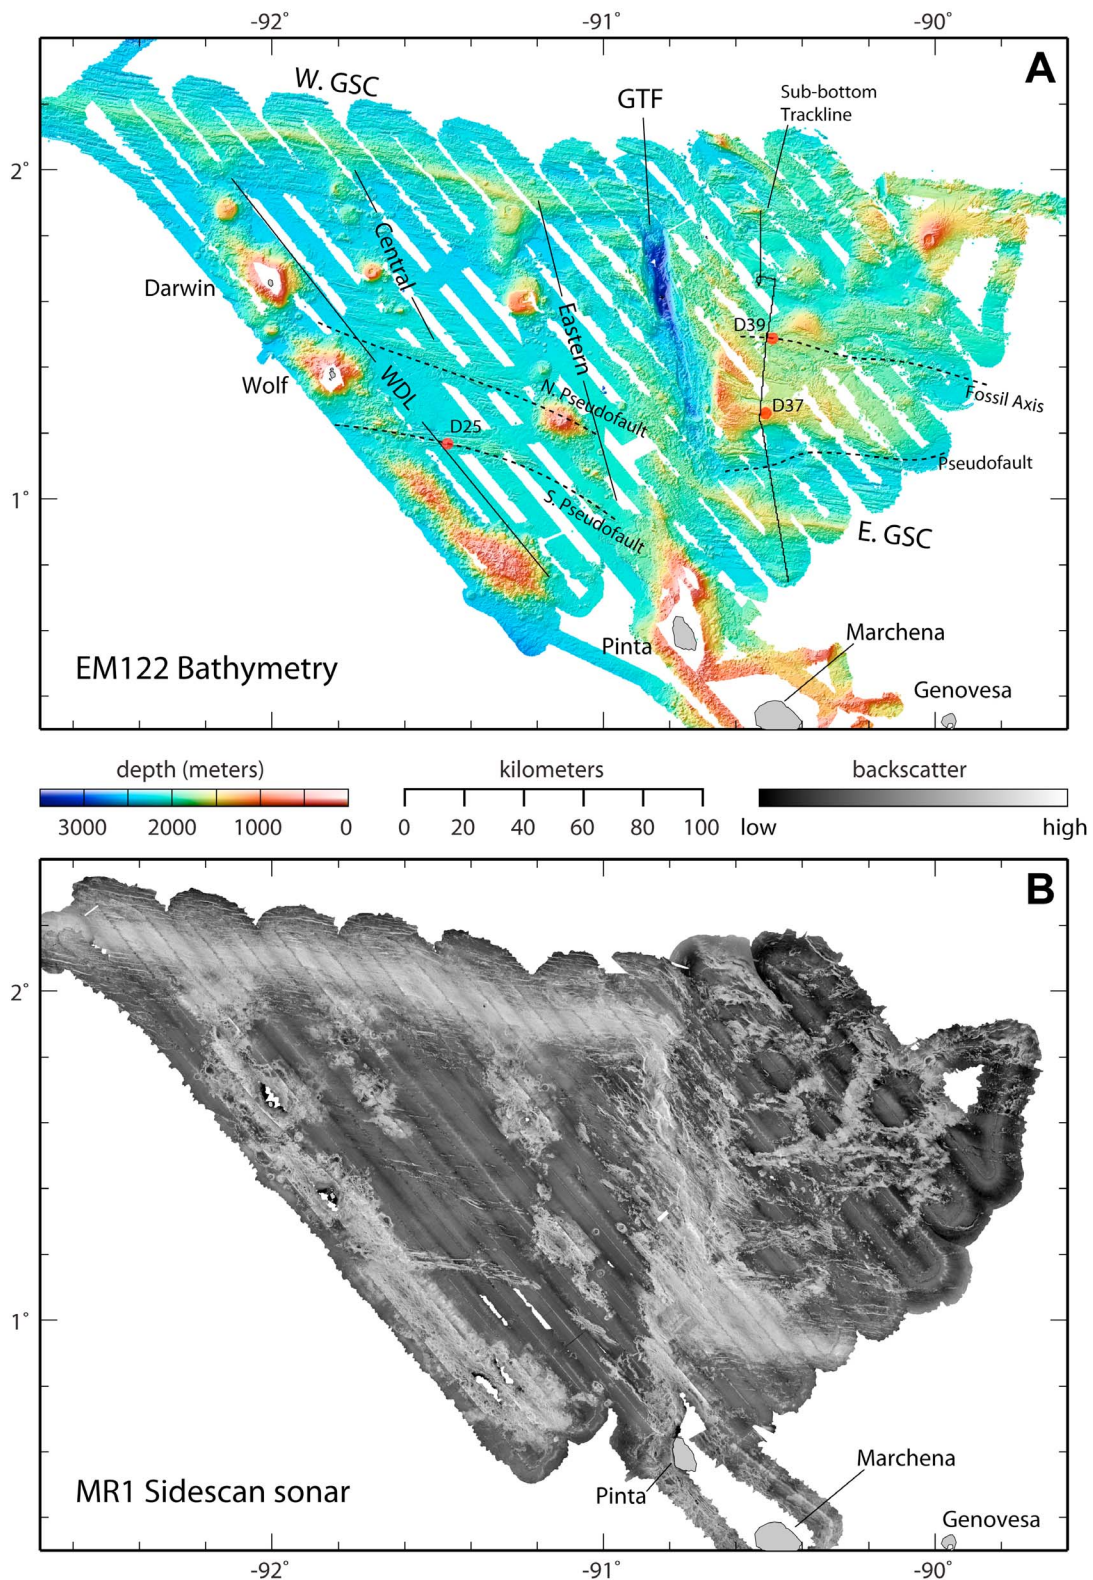 -92° -91° -90°
A
W. GSC
GTF
Sub-bottom
Trackline
2°
Central
Darwin
Eastern
D39
Wolf
WDL
N. Pseudofault
D37
Fossil Axis
D25
Pseudofault
1°
S. Pseudofault
E. GSC
Pinta
Marchena
EM122 Bathymetry
Genovesa
depth (meters) kilometers backscatter
3000 2000 1000 0 0 20 40 60 80 100 low high
B
2°
1°
MR1 Sidescan sonar
Marchena
Pinta
Genovesa
-92° -91° -90°